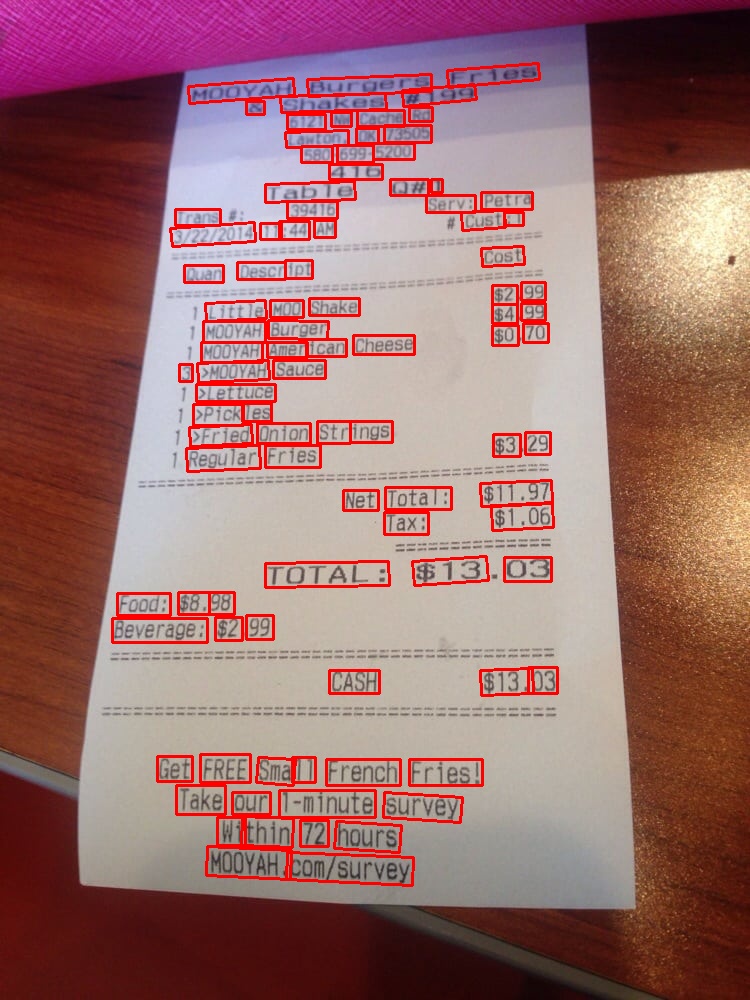 MOOYAH Burgers Fries
& Shakes #199
6121 NW Cache Rd
Lawton, OK 73505
580-699-5200
416
Table Q#1
Trans #: 39416 Serv: Petra
3/22/2014 11:44 AM # Cust: 1
Quan Descript Cost
1 Little MOO Shake $2.99
1 MOOYAH Burger $4.99
1 MOOYAH American Cheese $0.70
3 >MOOYAH Sauce
1 >Lettuce
1 >Pickles
1 >Fried Onion Strings
1 Regular Fries $3.29
Net Total: $11.97
Tax: $1.06
TOTAL: $13.03
Food: $8.98
Beverage: $2.99
CASH $13.03
Get FREE Small French Fries!
Take our 1-minute survey
Within 72 hours
MOOYAH.com/survey